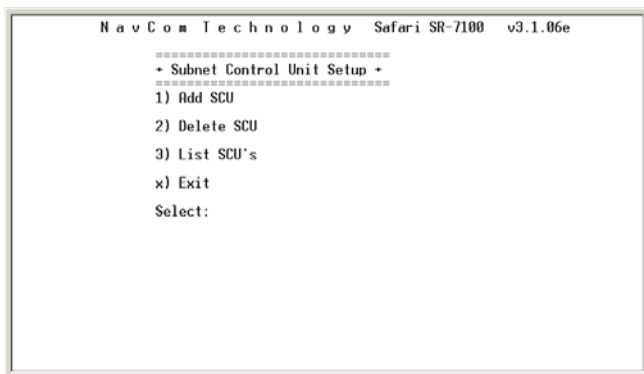 N a v C o m  T e c h n o l o g y  Safari SR-7100  v3.1.06e
==============================
+ Subnet Control Unit Setup +
==============================
1) Add SCU
2) Delete SCU
3) List SCU's
x) Exit
Select: